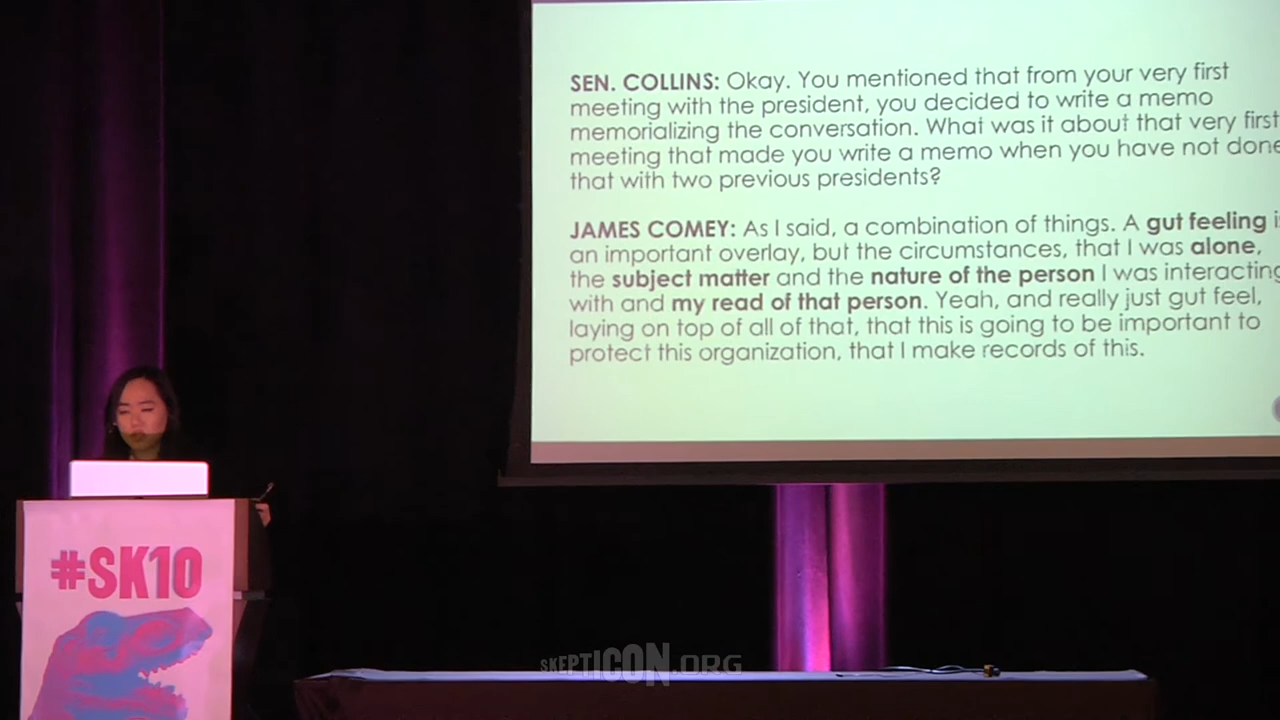 SEN. COLLINS: Okay. You mentioned that from your very first
meeting with the president, you decided to write a memo
memorializing the conversation. What was it about that very first
meeting that made you write a memo when you have not done
that with two previous presidents?
JAMES COMEY: As I said, a combination of things. A gut feeling
an important overlay, but the circumstances, that I was alone,
the subject matter and the nature of the person I was interacting
with and my read of that person. Yeah, and really just gut feel,
laying on top of all of that, that this is going to be important to
protect this organization, that I make records of this.
#SK10
SKEPTICON.ORG